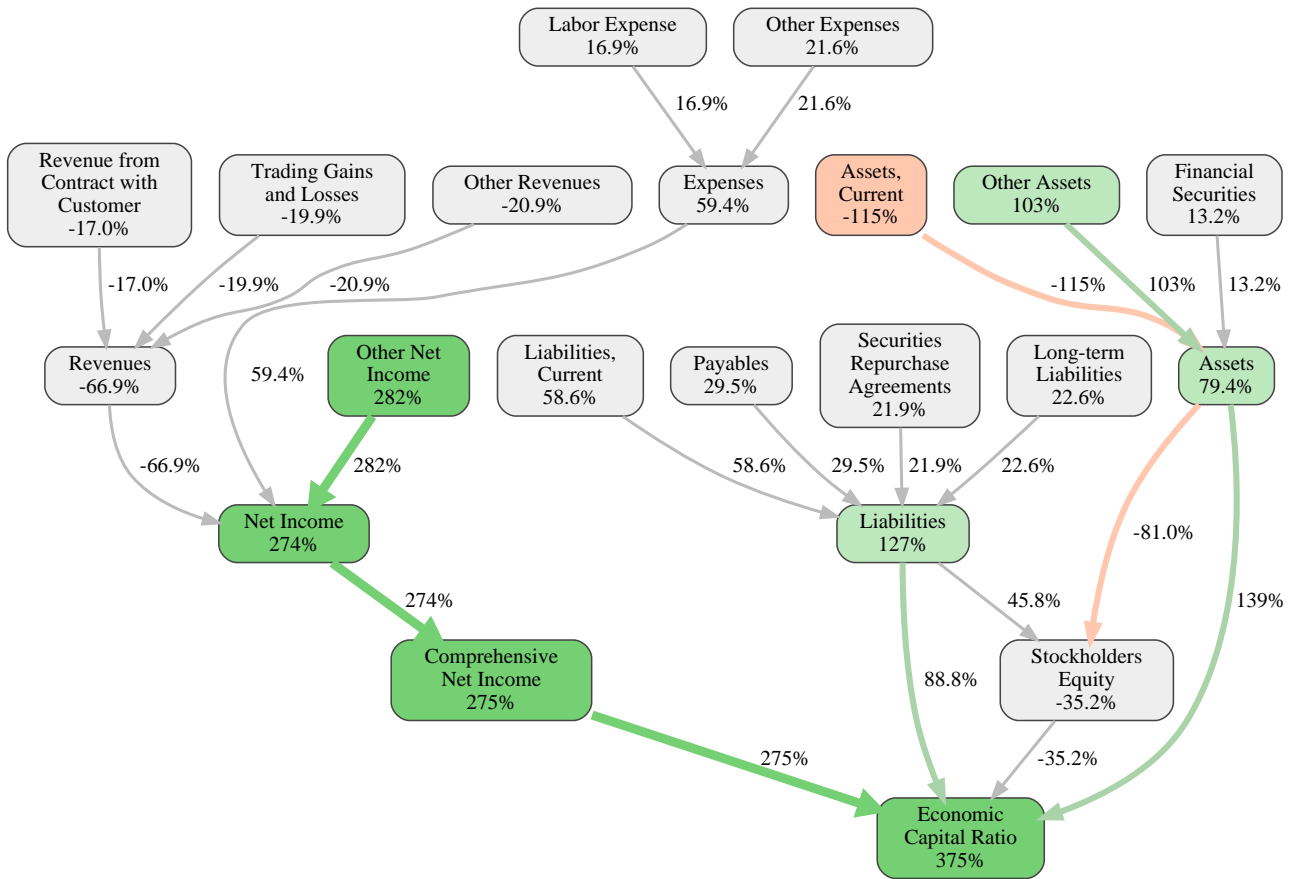 Labor Expense
16.9%
Other Expenses
21.6%
16.9%
21.6%
Revenue from
Contract with
Customer
-17.0%
Trading Gains
and Losses
-19.9%
Other Revenues
-20.9%
Expenses
59.4%
Assets,
Current
-115%
Other Assets
103%
Financial
Securities
13.2%
-17.0%
-19.9%
-20.9%
-115%
103%
13.2%
Revenues
-66.9%
59.4%
Other Net
Income
282%
Liabilities,
Current
58.6%
Payables
29.5%
Securities
Repurchase
Agreements
21.9%
Long-term
Liabilities
22.6%
Assets
79.4%
-66.9%
282%
58.6%
29.5%
21.9%
22.6%
Net Income
274%
Liabilities
127%
-81.0%
274%
45.8%
139%
Comprehensive
Net Income
275%
88.8%
Stockholders
Equity
-35.2%
275%
-35.2%
Economic
Capital Ratio
375%